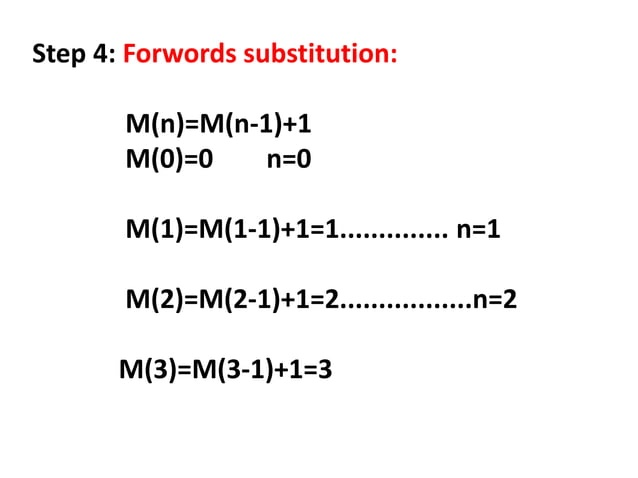 Step 4: Forwords substitution:
M(n)=M(n-1)+1
M(0)=0 n=0
M(1)=M(1-1)+1=1.............. n=1
M(2)=M(2-1)+1=2.................n=2
M(3)=M(3-1)+1=3